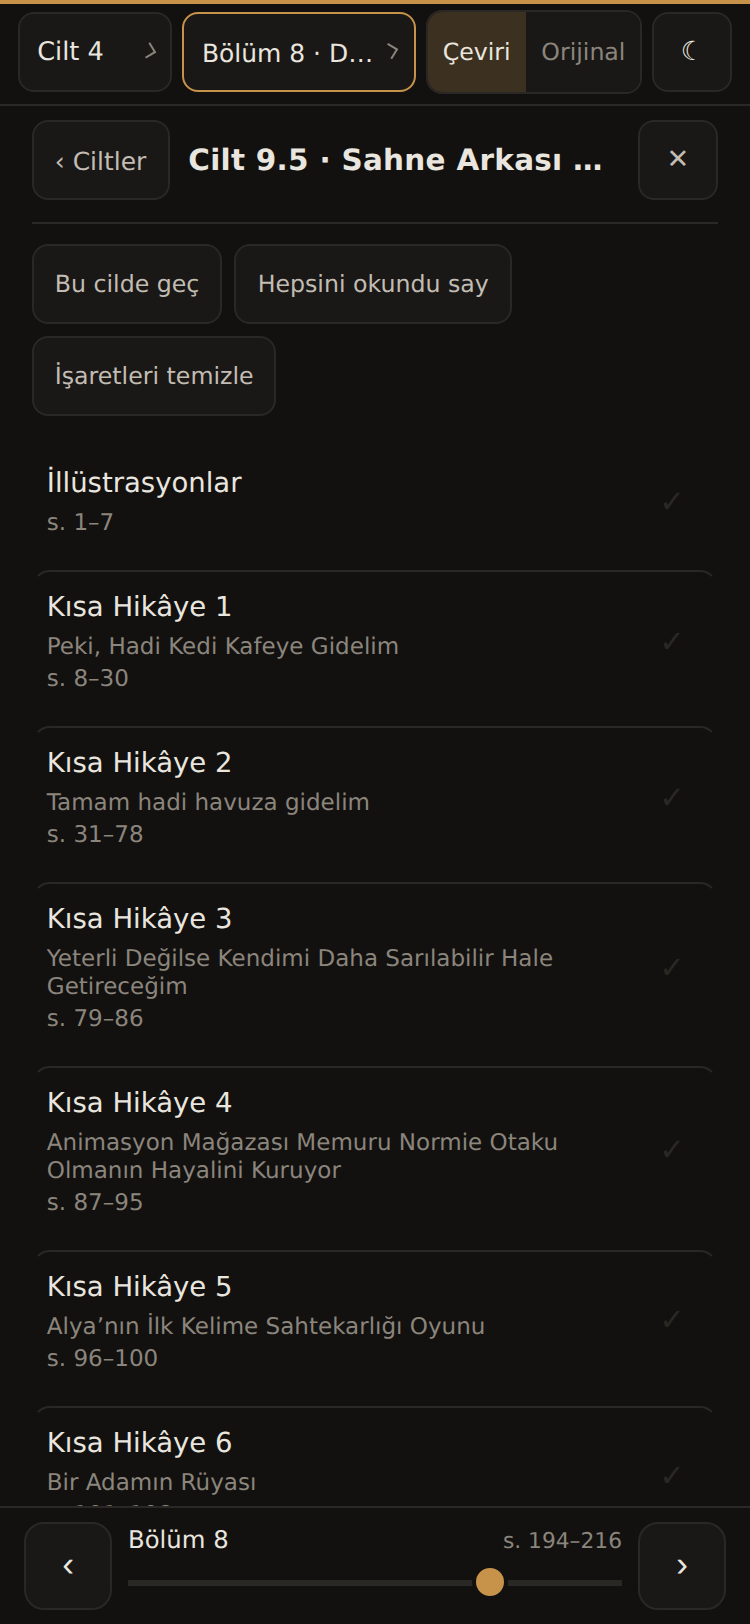 Cilt 4
Bölüm 8 · D…
Çeviri
Orijinal
‹ Ciltler
Cilt 9.5 · Sahne Arkası …
Bu cilde geç
Hepsini okundu say
İşaretleri temizle
İllüstrasyonlar
s. 1–7
Kısa Hikâye 1
Peki, Hadi Kedi Kafeye Gidelim
s. 8–30
Kısa Hikâye 2
Tamam hadi havuza gidelim
s. 31–78
Kısa Hikâye 3
Yeterli Değilse Kendimi Daha Sarılabilir Hale
Getireceğim
s. 79–86
Kısa Hikâye 4
Animasyon Mağazası Memuru Normie Otaku
Olmanın Hayalini Kuruyor
s. 87–95
Kısa Hikâye 5
Alya’nın İlk Kelime Sahtekarlığı Oyunu
s. 96–100
Kısa Hikâye 6
Bir Adamın Rüyası
Bölüm 8
s. 194–216